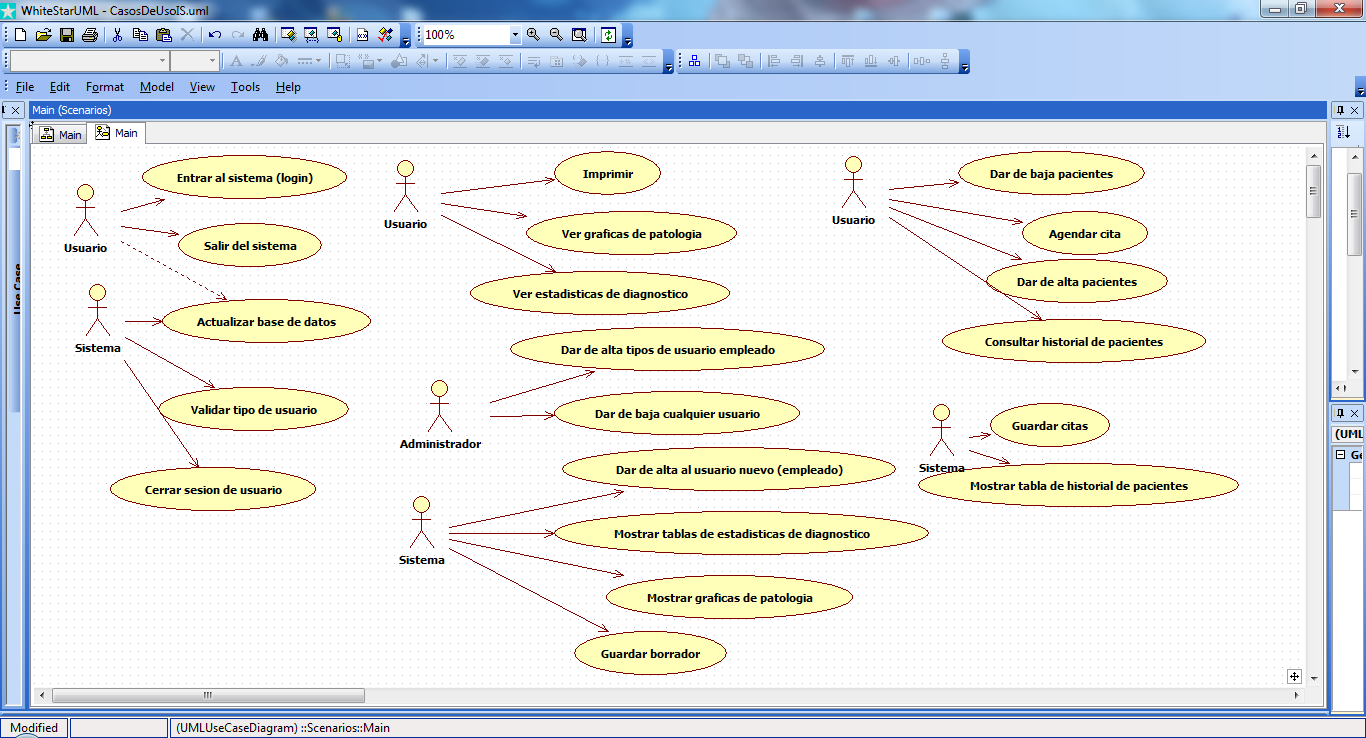 WhiteStarUML - CasosDeUsoIS.uml
100%
File Edit Format Model View Tools Help
Main (Scenarios)
Main
Main
Use Case
Entrar al sistema (login)
Salir del sistema
Usuario
Actualizar base de datos
Sistema
Validar tipo de usuario
Cerrar sesion de usuario
Imprimir
Usuario
Ver graficas de patologia
Ver estadisticas de diagnostico
Dar de alta tipos de usuario empleado
Dar de baja cualquier usuario
Administrador
Dar de alta al usuario nuevo (empleado)
Mostrar tablas de estadisticas de diagnostico
Sistema
Mostrar graficas de patologia
Guardar borrador
Dar de baja pacientes
Usuario
Agendar cita
Dar de alta pacientes
Consultar historial de pacientes
Guardar citas
Sistema
Mostrar tabla de historial de pacientes
(UML
Ge
Modified
(UMLUseCaseDiagram) ::Scenarios::Main